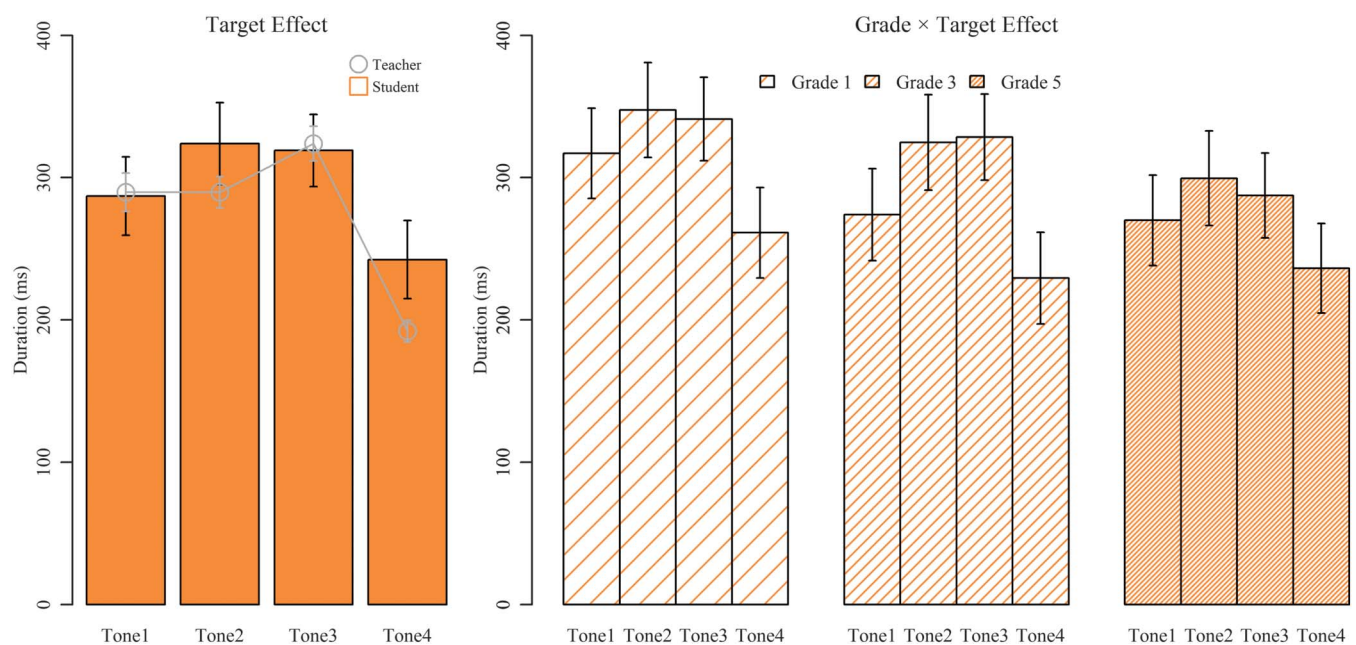 Target Effect
Teacher
Student
Duration (ms)
400
300
200
100
0
Tone1 Tone2 Tone3 Tone4
Grade × Target Effect
Grade 1 Grade 3 Grade 5
Duration (ms)
400
300
200
100
0
Tone1 Tone2 Tone3 Tone4 Tone1 Tone2 Tone3 Tone4 Tone1 Tone2 Tone3 Tone4